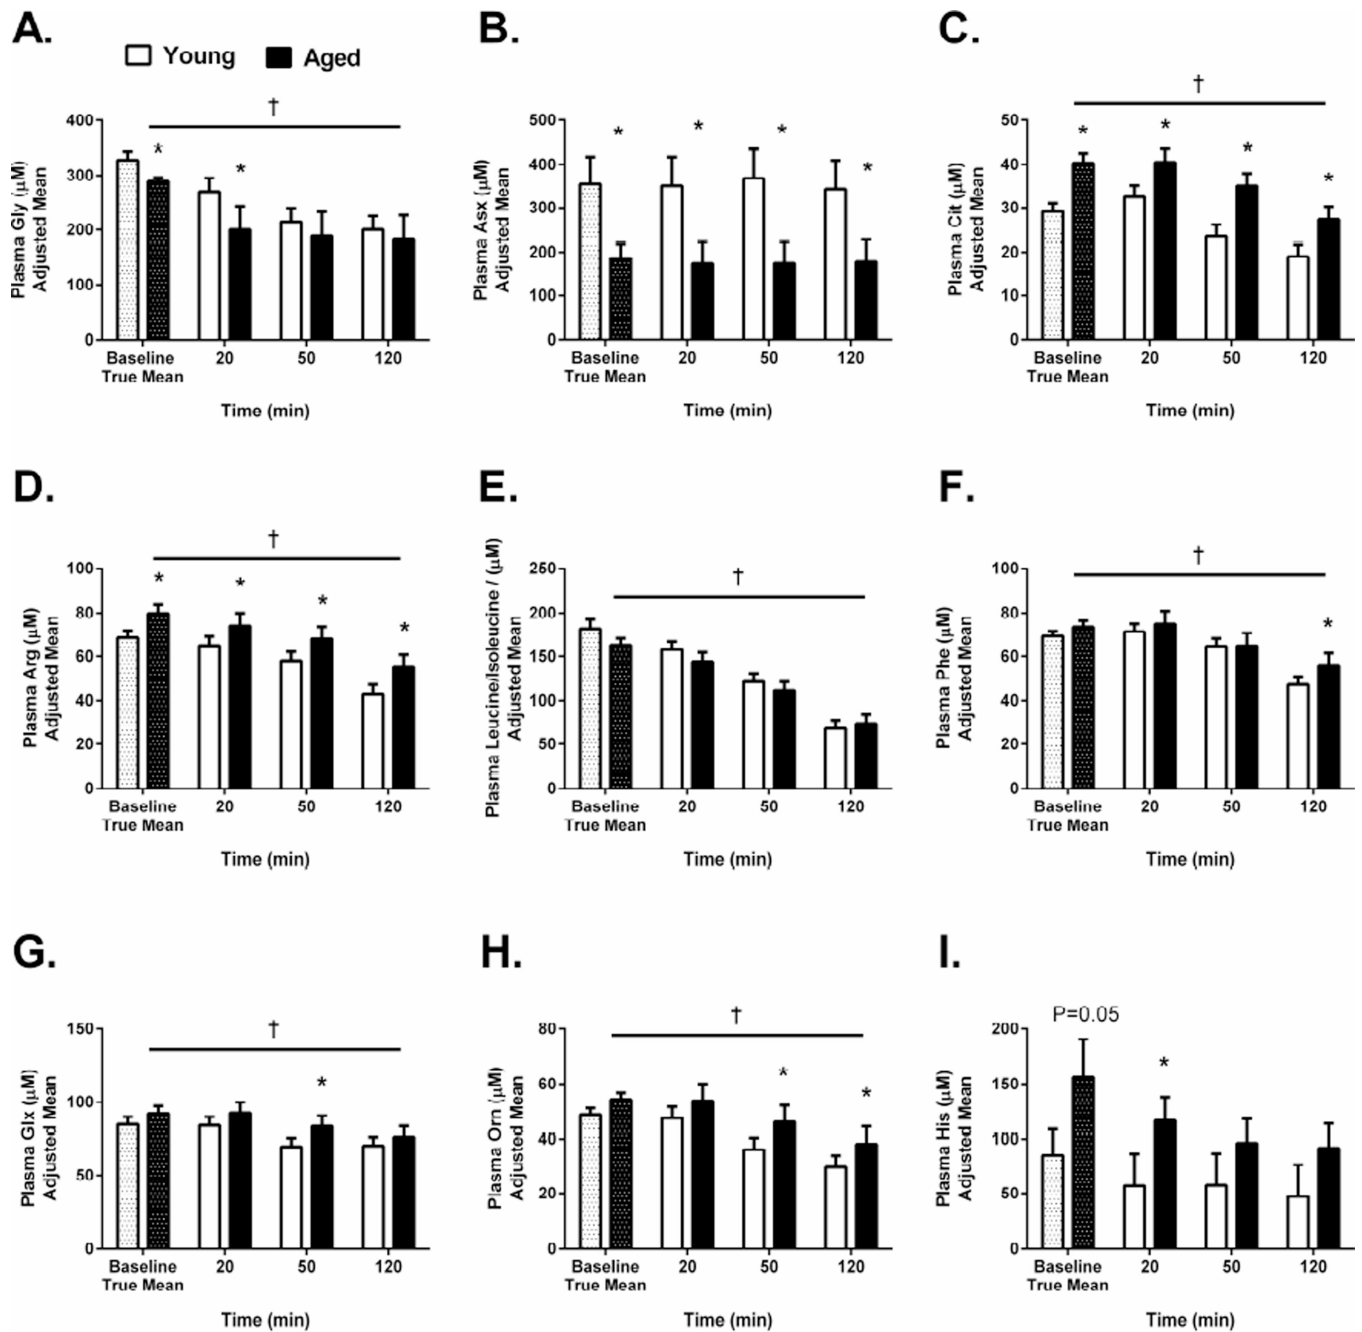 A.
Young Aged
†
Plasma Gly (μM)
Adjusted Mean
400
300
200
100
0
* *
Baseline
True Mean
20 50 120
Time (min)
B.
Plasma Asx (μM)
Adjusted Mean
500
400
300
200
100
0
* * * *
Baseline
True Mean
20 50 120
Time (min)
C.
†
Plasma Cit (μM)
Adjusted Mean
50
40
30
20
10
0
* * * *
Baseline
True Mean
20 50 120
Time (min)
D.
†
Plasma Arg (μM)
Adjusted Mean
100
80
60
40
20
0
* * * *
Baseline
True Mean
20 50 120
Time (min)
E.
†
Plasma Leucine/Isoleucine / (μM)
Adjusted Mean
250
200
150
100
50
0
Baseline
True Mean
20 50 120
Time (min)
F.
†
Plasma Phe (μM)
Adjusted Mean
100
80
60
40
20
0
*
Baseline
True Mean
20 50 120
Time (min)
G.
†
Plasma Glx (μM)
Adjusted Mean
150
100
50
0
*
Baseline
True Mean
20 50 120
Time (min)
H.
†
Plasma Orn (μM)
Adjusted Mean
80
60
40
20
0
* *
Baseline
True Mean
20 50 120
Time (min)
I.
P=0.05
Plasma His (μM)
Adjusted Mean
200
150
100
50
0
*
Baseline
True Mean
20 50 120
Time (min)